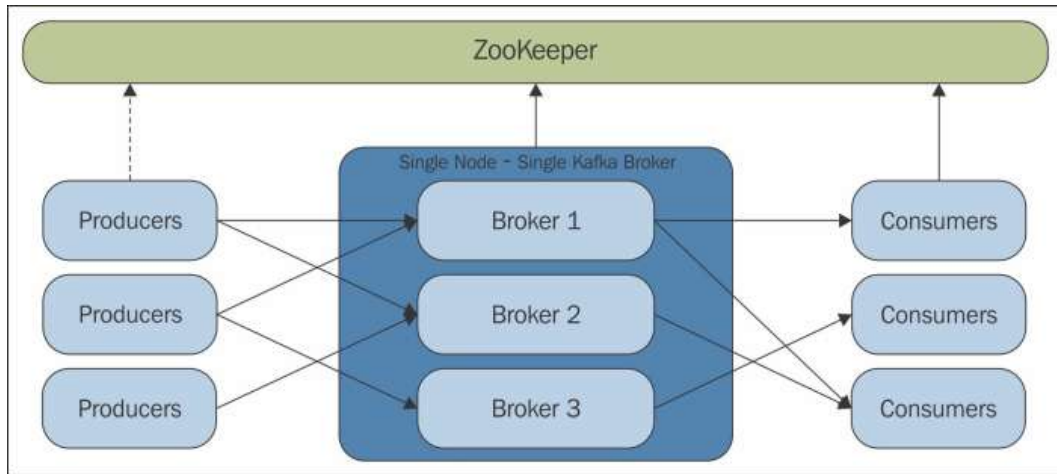 ZooKeeper
Single Node - Single Kafka Broker
Producers
Broker 1
Consumers
Producers
Broker 2
Consumers
Producers
Broker 3
Consumers